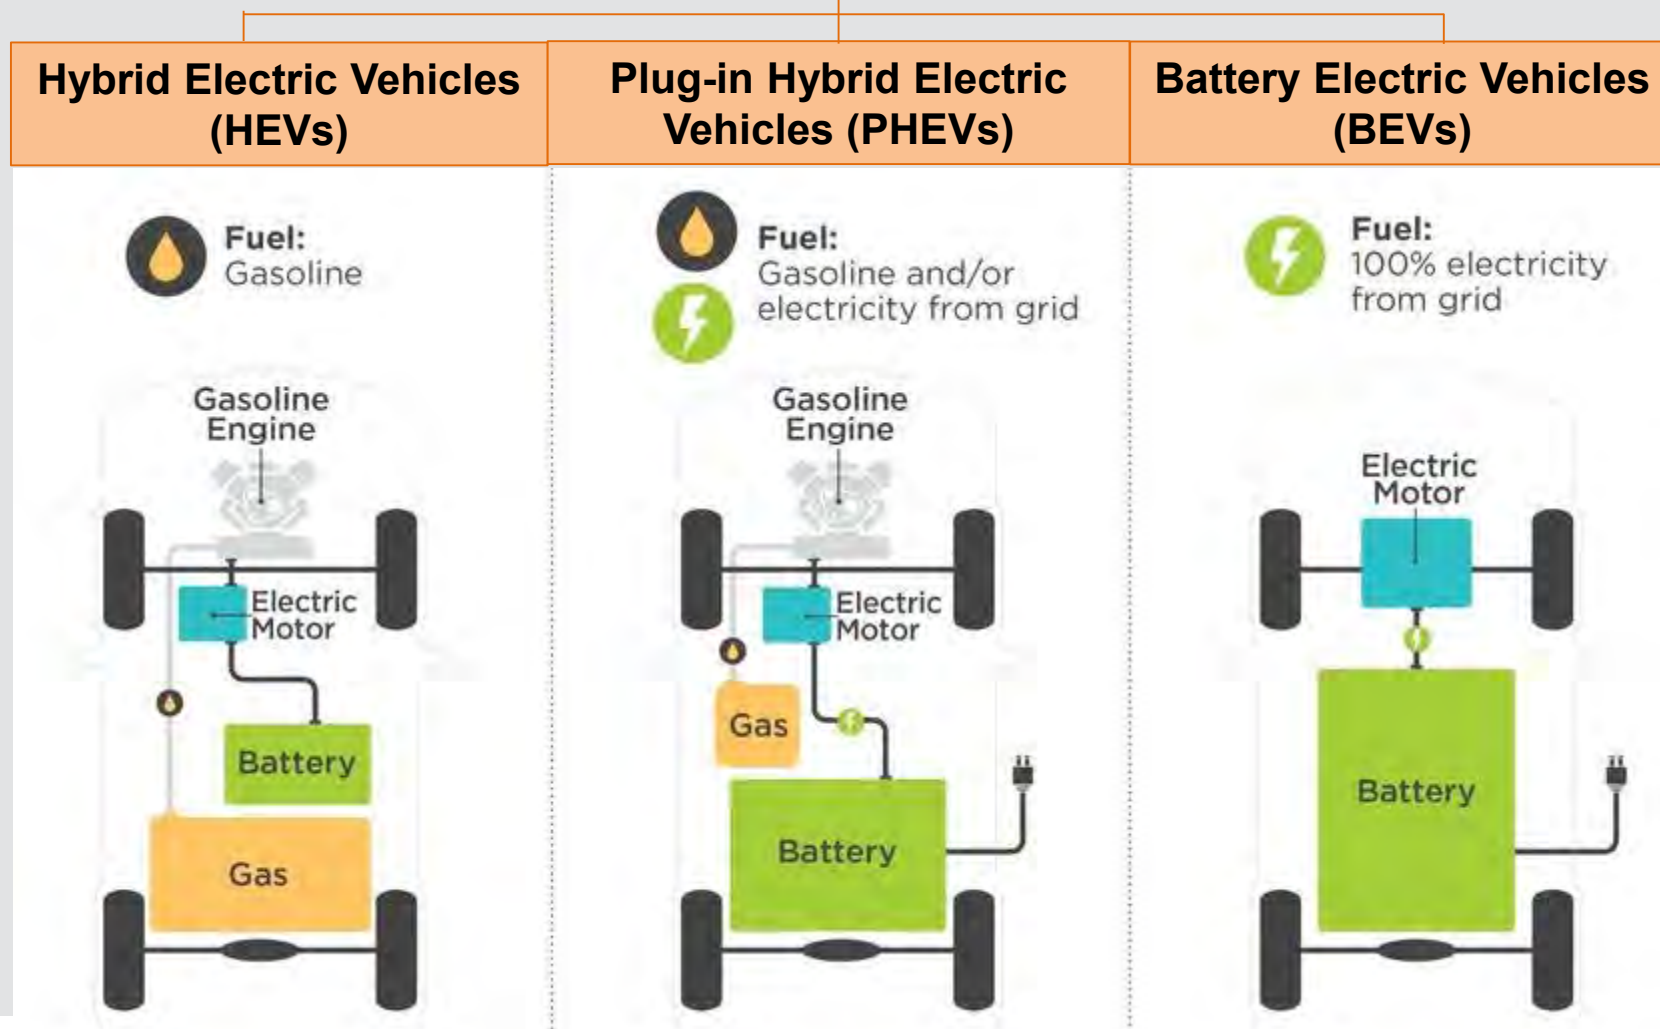 Hybrid Electric Vehicles
(HEVs)
Plug-in Hybrid Electric
Vehicles (PHEVs)
Battery Electric Vehicles
(BEVs)
Fuel:
Gasoline
Gasoline
Engine
Electric
Motor
Battery
Gas
Fuel:
Gasoline and/or
electricity from grid
Gasoline
Engine
Electric
Motor
Gas
Battery
Fuel:
100% electricity
from grid
Electric
Motor
Battery